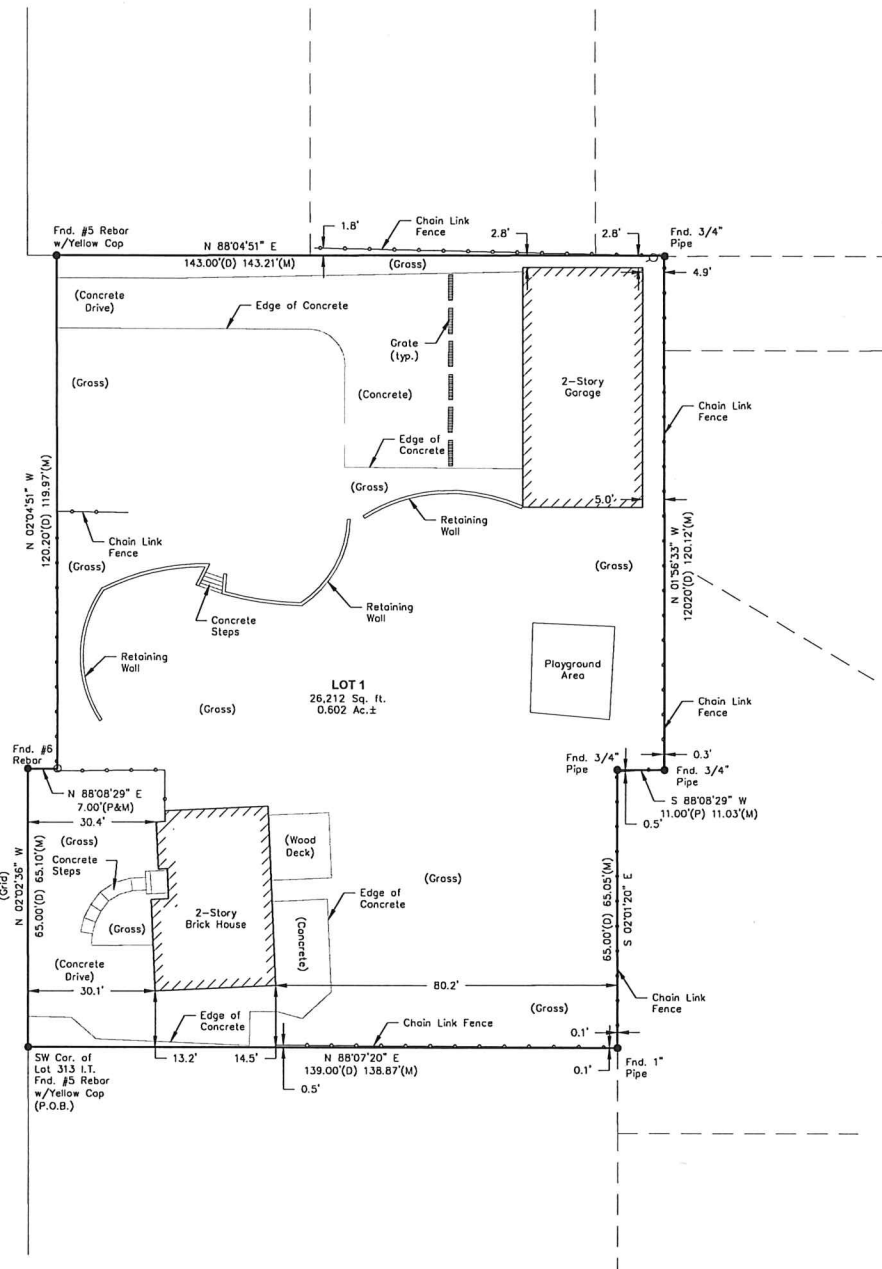 1.8'
Chain Link
Fence
Fnd. #5 Rebar
w/Yellow Cap
N 88°04'51" E
143.00'(D) 143.21'(M)
2.8'
2.8'
Fnd. 3/4"
Pipe
(Grass)
4.9'
(Concrete
Drive)
Edge of Concrete
Grate
(typ.)
(Grass)
(Concrete)
2-Story
Garage
Chain Link
Fence
Edge of
Concrete
(Grass)
5.0'
Retaining
Wall
N 02°04'51" W
120.20'(D) 119.97'(M)
Chain Link
Fence
(Grass)
(Grass)
N 01°56'33" W
12020'(D) 120.12'(M)
Concrete
Steps
Retaining
Wall
Retaining
Wall
Playground
Area
LOT 1
26,212 Sq. ft.
0.602 Ac.±
(Grass)
Chain Link
Fence
Fnd. #6
Rebar
Fnd. 3/4"
Pipe
0.3'
Fnd. 3/4"
Pipe
N 88°08'29" E
7.00'(P&M)
S 88°08'29" W
11.00'(P) 11.03'(M)
30.4'
0.5'
(Grass)
Concrete
Steps
(Wood
Deck)
(Grid)
N 02°02'36" W
65.00'(D) 65.10'(M)
Edge of
Concrete
(Grass)
(Grass)
2-Story
Brick House
(Concrete)
65.00'(D) 65.05'(M)
S 02°01'20" E
(Concrete
Drive)
30.1'
80.2'
Chain Link
Fence
(Grass)
Edge of
Concrete
Chain Link Fence
0.1'
13.2'
14.5'
N 88°07'20" E
139.00'(D) 138.87'(M)
0.5'
0.1'
Fnd. 1"
Pipe
SW Cor. of
Lot 313 I.T.
Fnd. #5 Rebar
w/Yellow Cap
(P.O.B.)